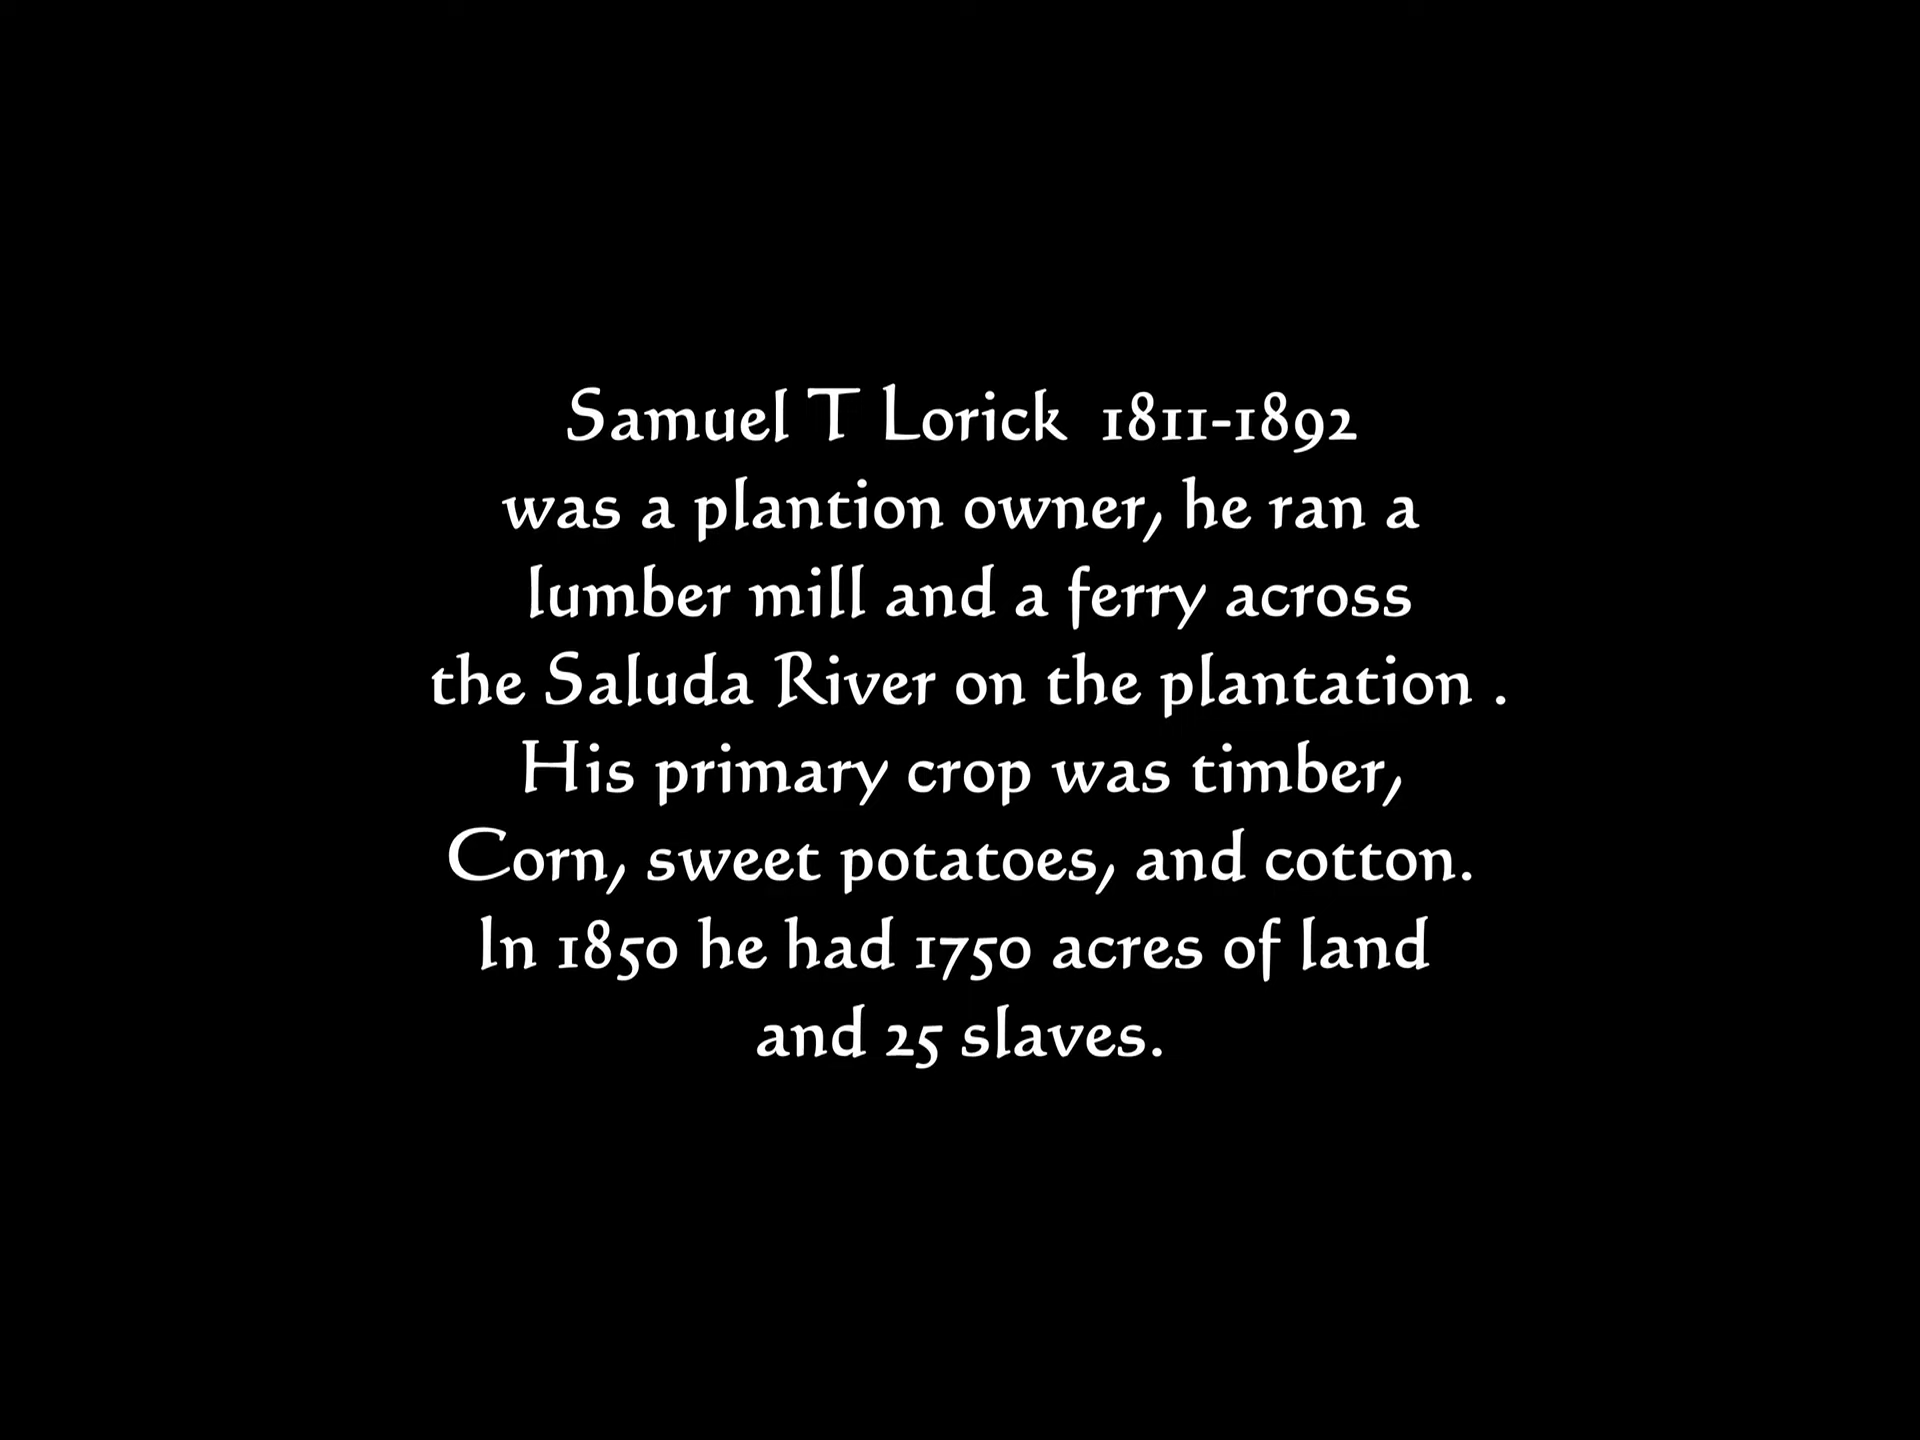 Samuel T Lorick 1811-1892
was a plantion owner, he ran a
lumber mill and a ferry across
the Saluda River on the plantation .
His primary crop was timber,
Corn, sweet potatoes, and cotton.
In 1850 he had 1750 acres of land
and 25 slaves.